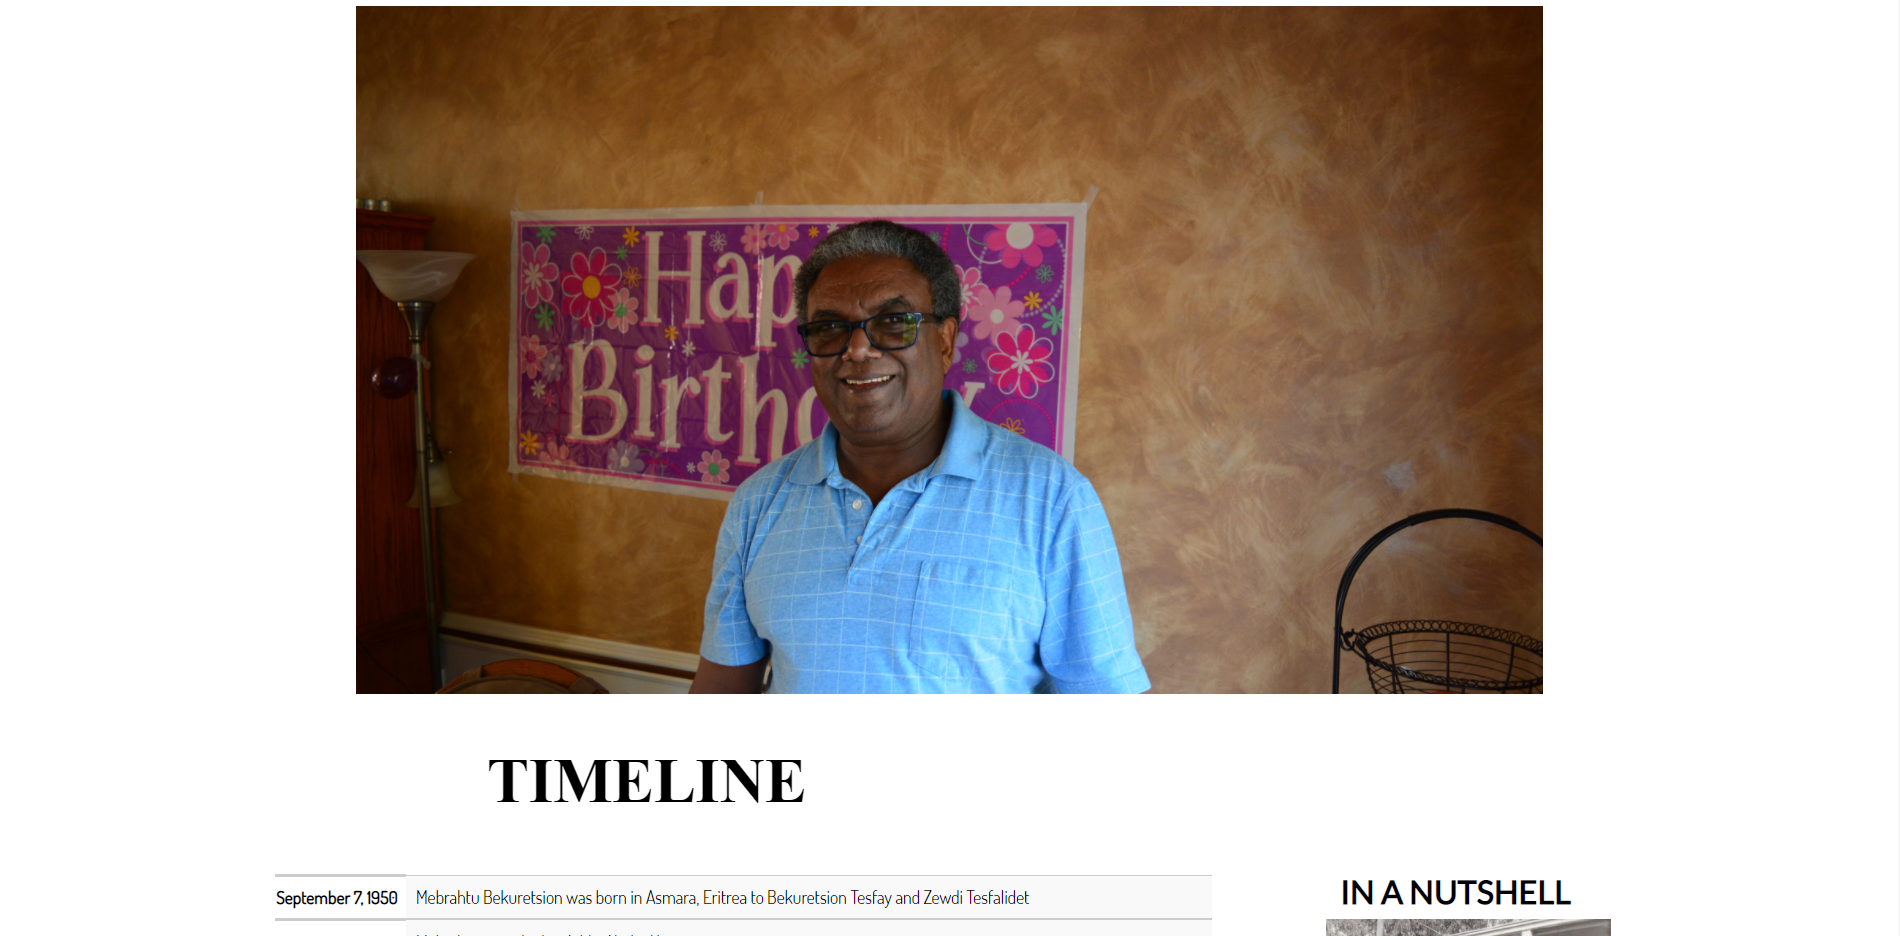 Hap
Birth
TIMELINE
September 7, 1950 Mebrahtu Bekuretsion was born in Asmara, Eritrea to Bekuretsion Tesfay and Zewdi Tesfalidet
IN A NUTSHELL